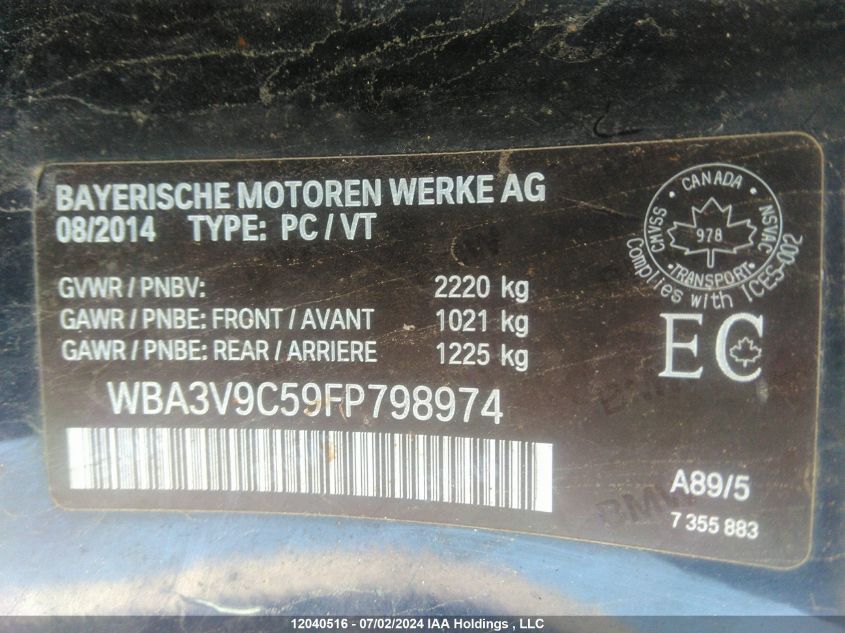 BAYERISCHE MOTOREN WERKE AG
08/2014 TYPE: PC / VT
GVWR / PNBV: 2220 kg
GAWR / PNBE: FRONT / AVANT 1021 kg
GAWR / PNBE: REAR / ARRIERE 1225 kg
WBA3V9C59FP798974
CANADA
CMVSS 978 NSVAC
TRANSPORT
Complies with ICES-002
EC
A89/5
7 355 883
BMW
12040516 - 07/02/2024 IAA Holdings , LLC